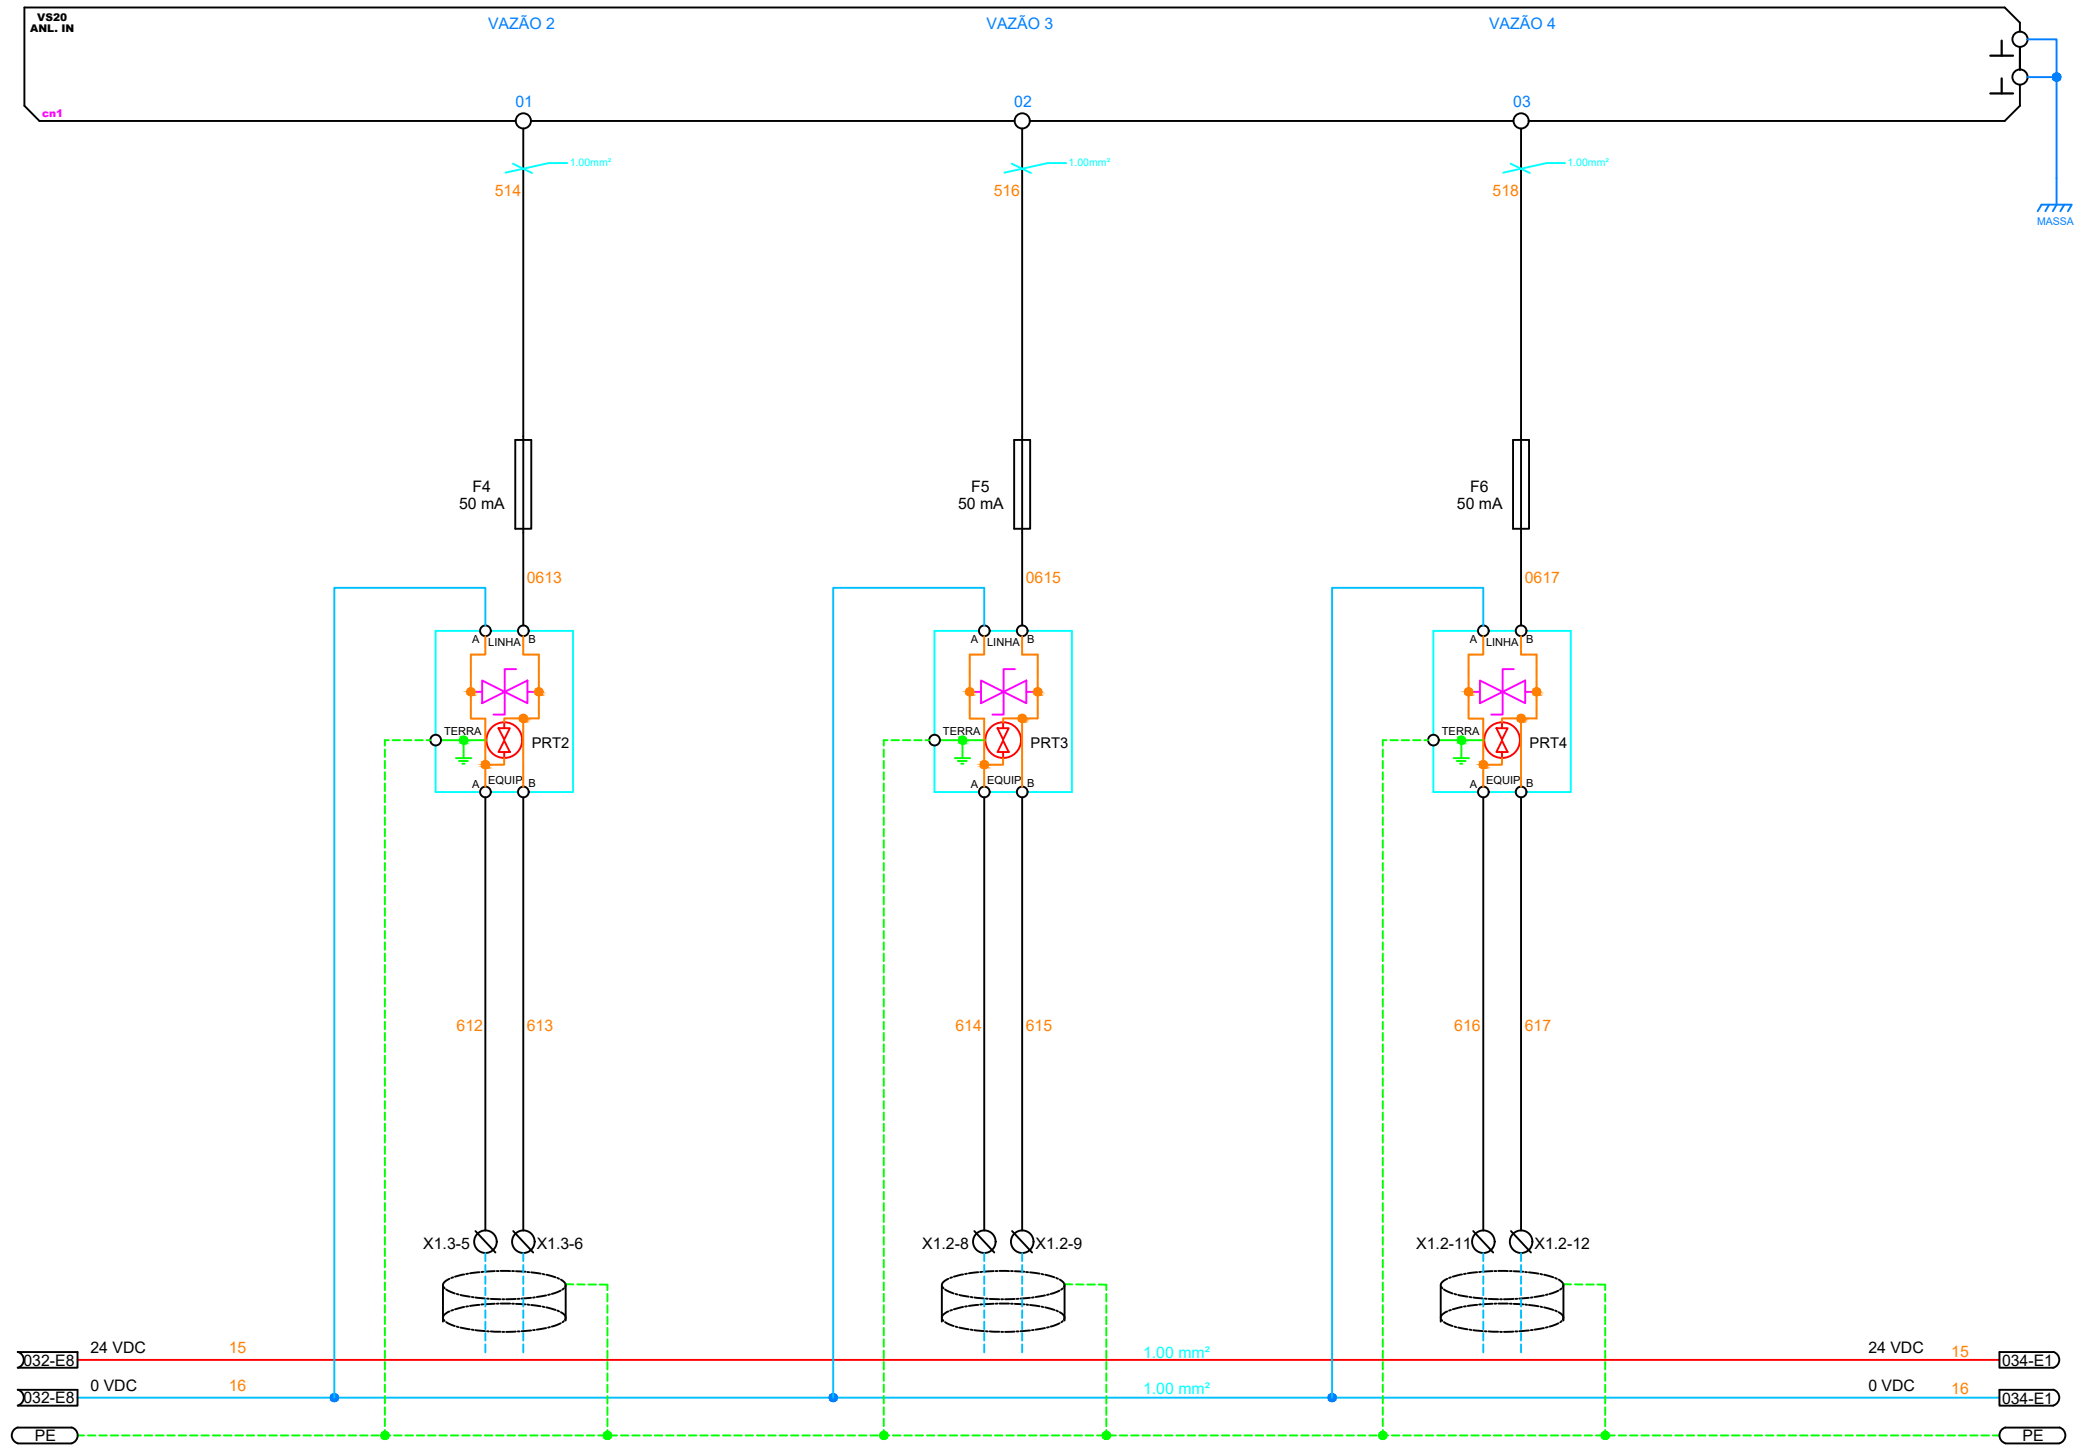 VS20
ANL. IN
VAZÃO 2
VAZÃO 3
VAZÃO 4
cn1
01
02
03
1.00mm²
1.00mm²
1.00mm²
514
516
518
MASSA
F4
50 mA
F5
50 mA
F6
50 mA
0613
0615
0617
A LINHA B
A LINHA B
A LINHA B
TERRA
PRT2
TERRA
PRT3
TERRA
PRT4
A EQUIP B
A EQUIP B
A EQUIP B
612
613
614
615
616
617
X1.3-5
X1.3-6
X1.2-8
X1.2-9
X1.2-11
X1.2-12
032-E8
24 VDC
15
1.00 mm²
24 VDC
15
034-E1
032-E8
0 VDC
16
1.00 mm²
0 VDC
16
034-E1
PE
PE